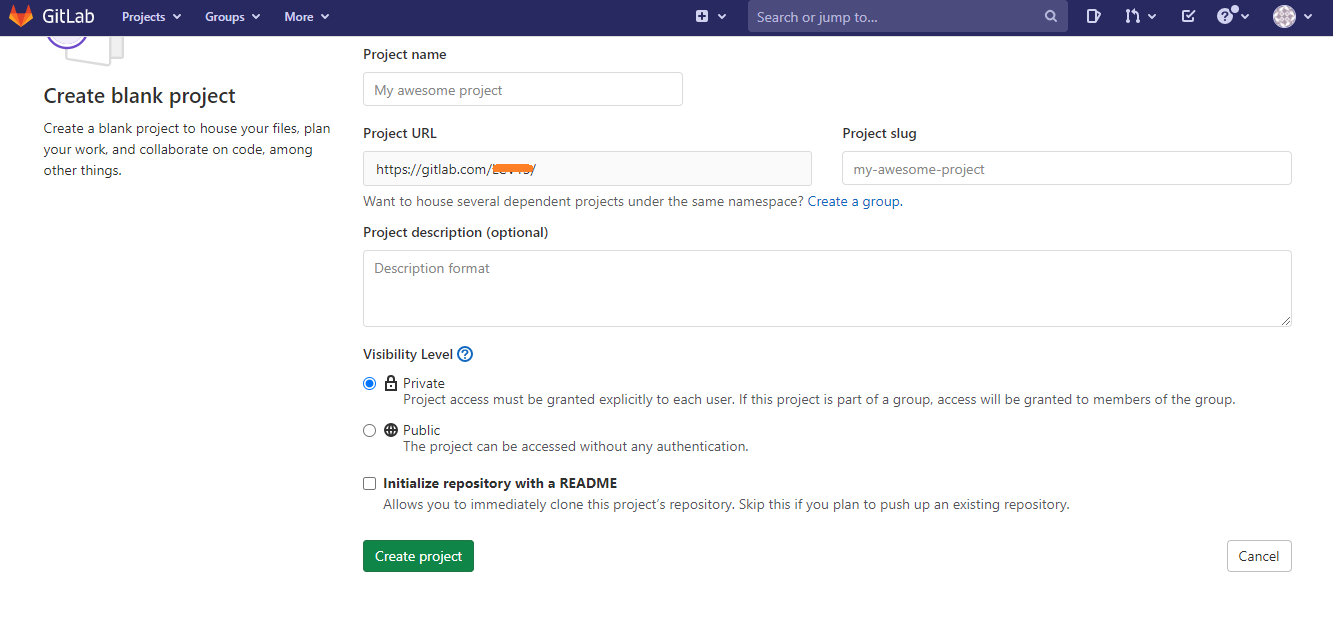 GitLab Projects Groups More Search or jump to...
Project name
My awesome project
Create blank project
Create a blank project to house your files, plan
your work, and collaborate on code, among
other things.
Project URL Project slug
https://gitlab.com/ / my-awesome-project
Want to house several dependent projects under the same namespace? Create a group.
Project description (optional)
Description format
Visibility Level
Private
Project access must be granted explicitly to each user. If this project is part of a group, access will be granted to members of the group.
Public
The project can be accessed without any authentication.
Initialize repository with a README
Allows you to immediately clone this project's repository. Skip this if you plan to push up an existing repository.
Create project Cancel